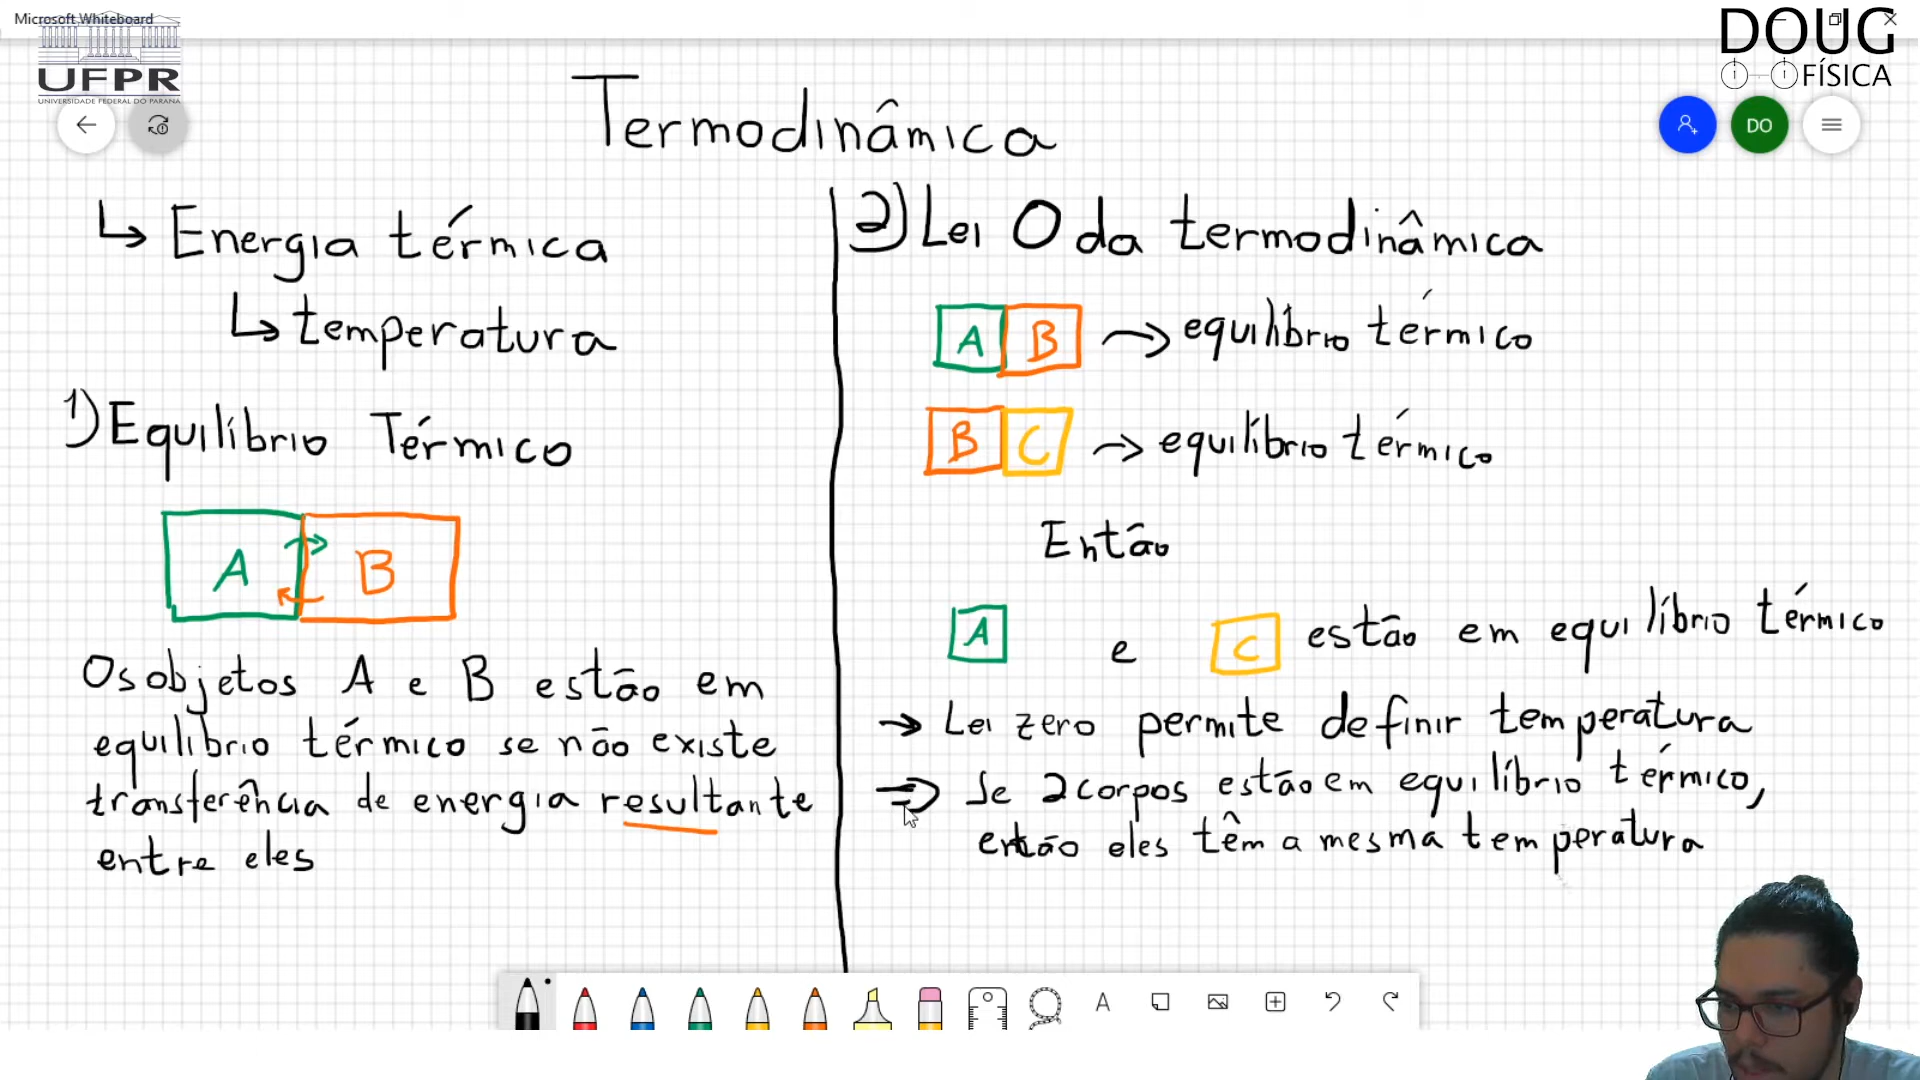 Microsoft Whiteboard
UFPR
UNIVERSIDADE FEDERAL DO PARANÁ
DOUG
FÍSICA
DO
Termodinâmica
↳ Energia térmica
↳ temperatura
1) Equilíbrio Térmico
A B
Os objetos A e B estão em
equilíbrio térmico se não existe
transferência de energia resultante
entre eles
2) Lei 0 da termodinâmica
A B → equilíbrio térmico
B C → equilíbrio térmico
Então
A e C estão em equilíbrio térmico
→ Lei zero permite definir temperatura
⇒ Se 2 corpos estão em equilíbrio térmico,
então eles têm a mesma temperatura
A